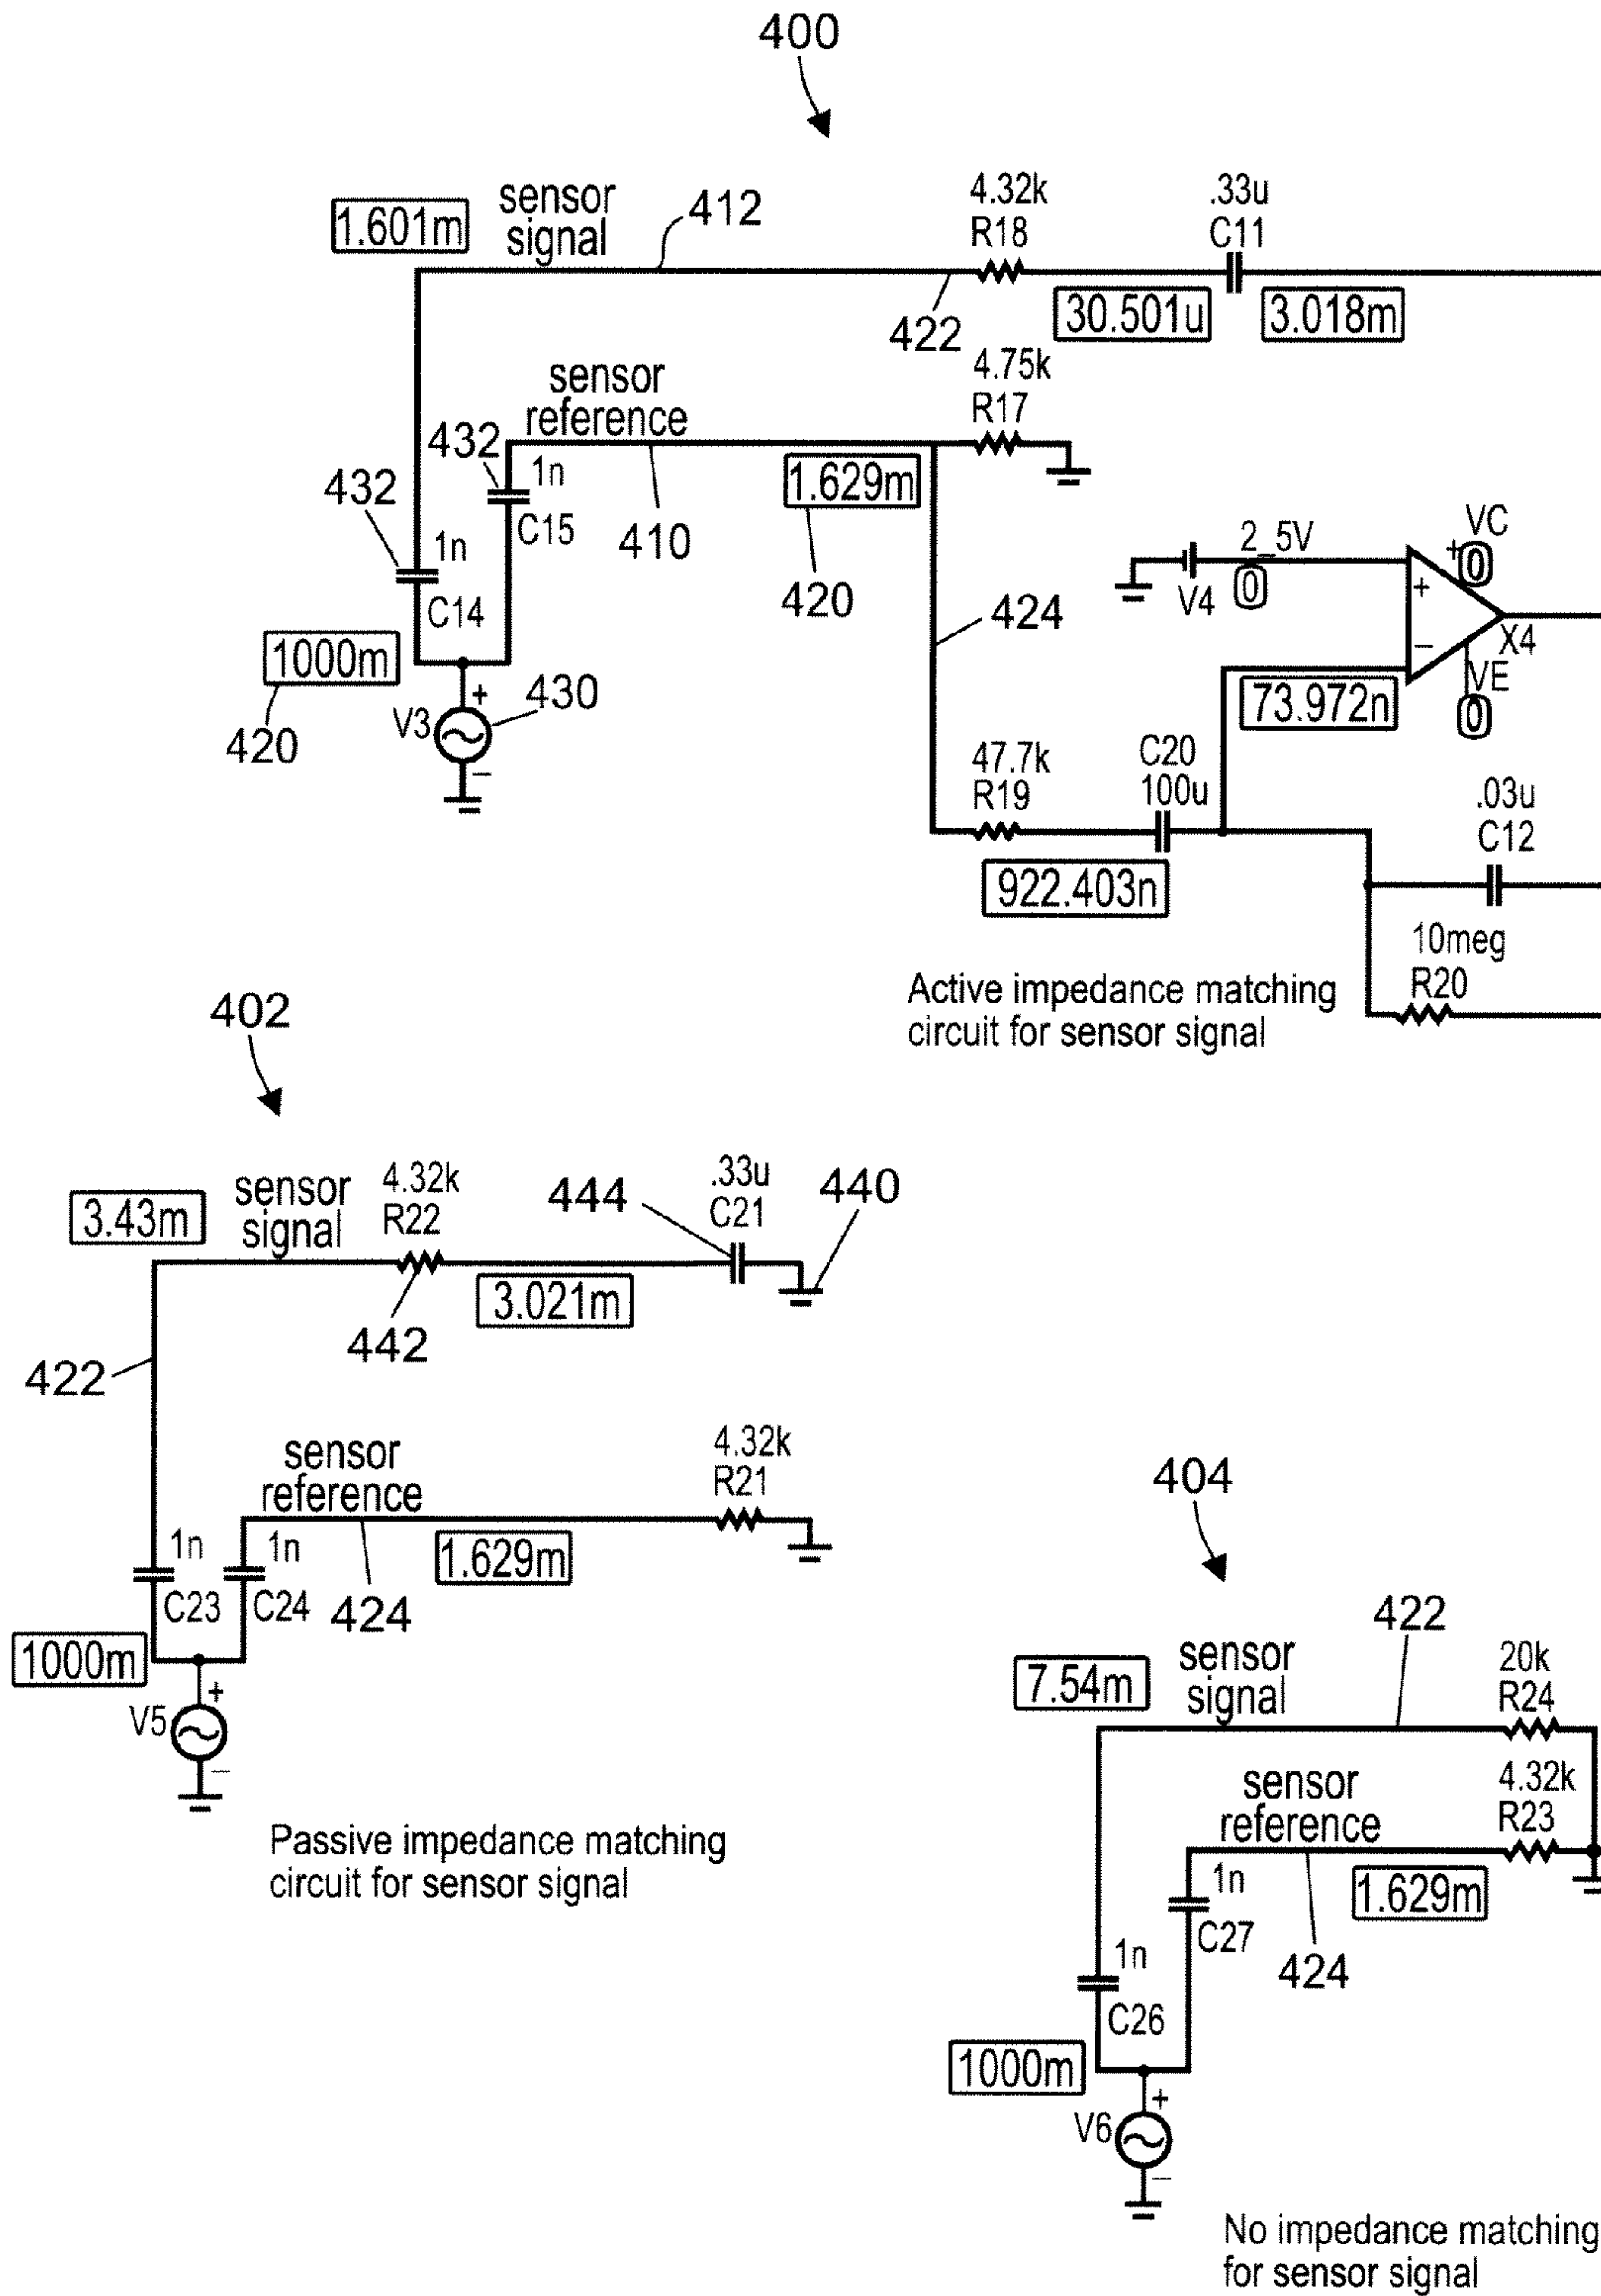 400
1.601m
sensor
signal
412
4.32k
R18
.33u
C11
422
30.501u
3.018m
sensor
reference
410
4.75k
R17
432
1n
C15
432
1n
C14
1.629m
420
424
2_5V
V4
0
+
VC
0
+
−
X4
VE
0
1000m
420
V3
+
−
430
73.972n
47.7k
R19
C20
100u
922.403n
.03u
C12
10meg
R20
Active impedance matching
circuit for sensor signal
402
3.43m
sensor
signal
4.32k
R22
444
.33u
C21
440
3.021m
442
422
sensor
reference
4.32k
R21
1n
C23
1n
C24
1.629m
424
1000m
V5
+
−
Passive impedance matching
circuit for sensor signal
404
422
7.54m
sensor
signal
20k
R24
sensor
reference
4.32k
R23
1n
C27
1.629m
424
1n
C26
1000m
V6
+
−
No impedance matching
for sensor signal